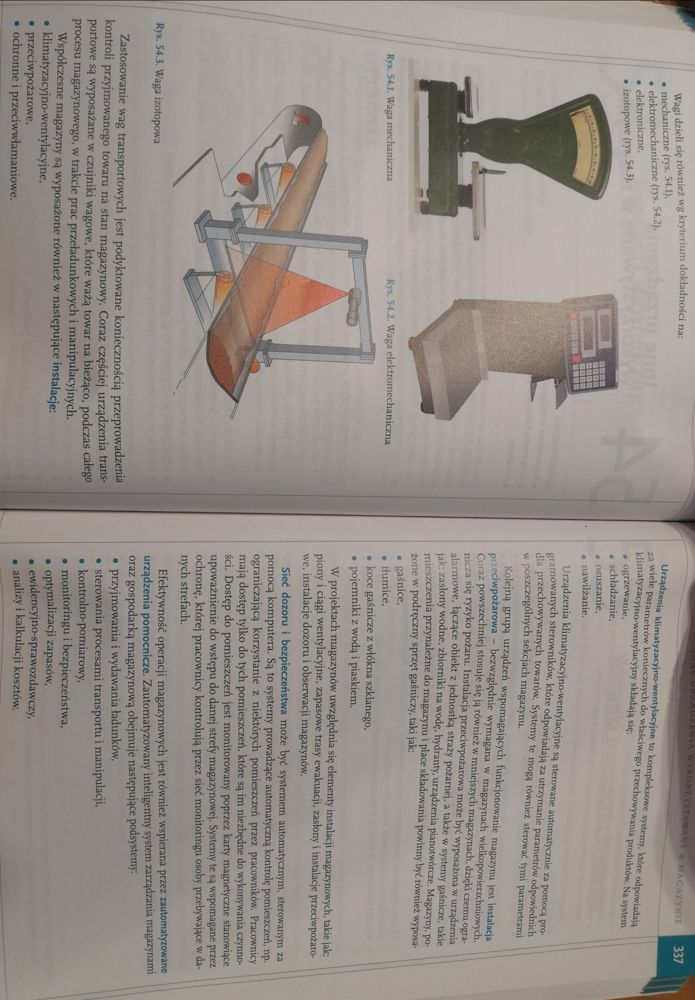 Wagi dzieli się również wg kryterium dokładności na:
• mechaniczne (rys. 54.1),
• elektromechaniczne (rys. 54.2),
• elektroniczne,
• izotopowe (rys. 54.3).
Rys. 54.1. Waga mechaniczna
Rys. 54.2. Waga elektromechaniczna
Rys. 54.3. Waga izotopowa
Zastosowanie wag transportowych jest podyktowane koniecznością przeprowadzenia
kontroli przyjmowanego towaru na stan magazynowy. Coraz częściej urządzenia trans-
portowe są wyposażane w czujniki wagowe, które ważą towar na bieżąco, podczas całego
procesu magazynowego, w trakcie prac przeładunkowych i manipulacyjnych.
Współczesne magazyny są wyposażone również w następujące instalacje:
• klimatyzacyjno-wentylacyjne,
• przeciwpożarowe,
• ochronne i przeciwwłamaniowe.
URZĄDZENIA WYKORZYSTYWANE W MAGAZYNIE
337
Urządzenia klimatyzacyjno-wentylacyjne to kompleksowe systemy, które odpowiadają
za wiele parametrów koniecznych do właściwego przechowywania produktów. Na system
klimatyzacyjno-wentylacyjny składają się:
• ogrzewanie,
• schładzanie,
• osuszanie,
• nawilżanie.
Urządzenia klimatyzacyjno-wentylacyjne są sterowane automatycznie za pomocą pro-
gramowanych sterowników, które odpowiadają za utrzymanie parametrów odpowiednich
dla przechowywanych towarów. Systemy te mogą również sterować tymi parametrami
w poszczególnych sekcjach magazynu.
Kolejną grupą urządzeń wspomagających funkcjonowanie magazynu jest instalacja
przeciwpożarowa – bezwzględnie wymagana w magazynach wielkopowierzchniowych.
Coraz powszechniej stosuje się ją również w mniejszych magazynach, dzięki czemu ogra-
nicza się ryzyko pożaru. Instalacja przeciwpożarowa może być wyposażona w urządzenia
alarmowe, łączące obiekt z jednostką straży pożarnej, a także w systemy gaśnicze, takie
jak: zasłony wodne, zbiorniki na wodę, hydranty, urządzenia pianotwórcze. Magazyny, po-
mieszczenia przynależne do magazynu i place składowania powinny być również wyposa-
żone w podręczny sprzęt gaśniczy, taki jak:
• gaśnice,
• tłumice,
• koce gaśnicze z włókna szklanego,
• pojemniki z wodą i piaskiem.
W projektach magazynów uwzględnia się elementy instalacji magazynowych, takie jak:
piony i ciągi wentylacyjne, zapasowe trasy ewakuacji, zasłony i instalacje przeciwpożaro-
we, instalacje dozoru i obserwacji magazynów.
Sieć dozoru i bezpieczeństwa może być systemem automatycznym, sterowanym za
pomocą komputera. Są to systemy prowadzące automatyczną kontrolę pomieszczeń, np.
ograniczającą korzystanie z niektórych pomieszczeń przez pracowników. Pracownicy
mają dostęp tylko do tych pomieszczeń, które są im niezbędne do wykonywania czynno-
ści. Dostęp do pomieszczeń jest monitorowany poprzez karty magnetyczne stanowiące
upoważnienie do wstępu do danej strefy magazynowej. Systemy te są wspomagane przez
ochronę, której pracownicy kontrolują przez sieć monitoringu osoby przebywające w da-
nych strefach.
Efektywność operacji magazynowych jest również wspierana przez zautomatyzowane
urządzenia pomocnicze. Zautomatyzowany inteligentny system zarządzania magazynami
oraz gospodarką magazynową obejmuje następujące podsystemy:
• przyjmowania i wydawania ładunków,
• sterowania procesami transportu i manipulacji,
• kontrolno-pomiarowy,
• monitoringu i bezpieczeństwa,
• optymalizacji zapasów,
• ewidencyjno-sprawozdawczy,
• analizy i kalkulacji kosztów.